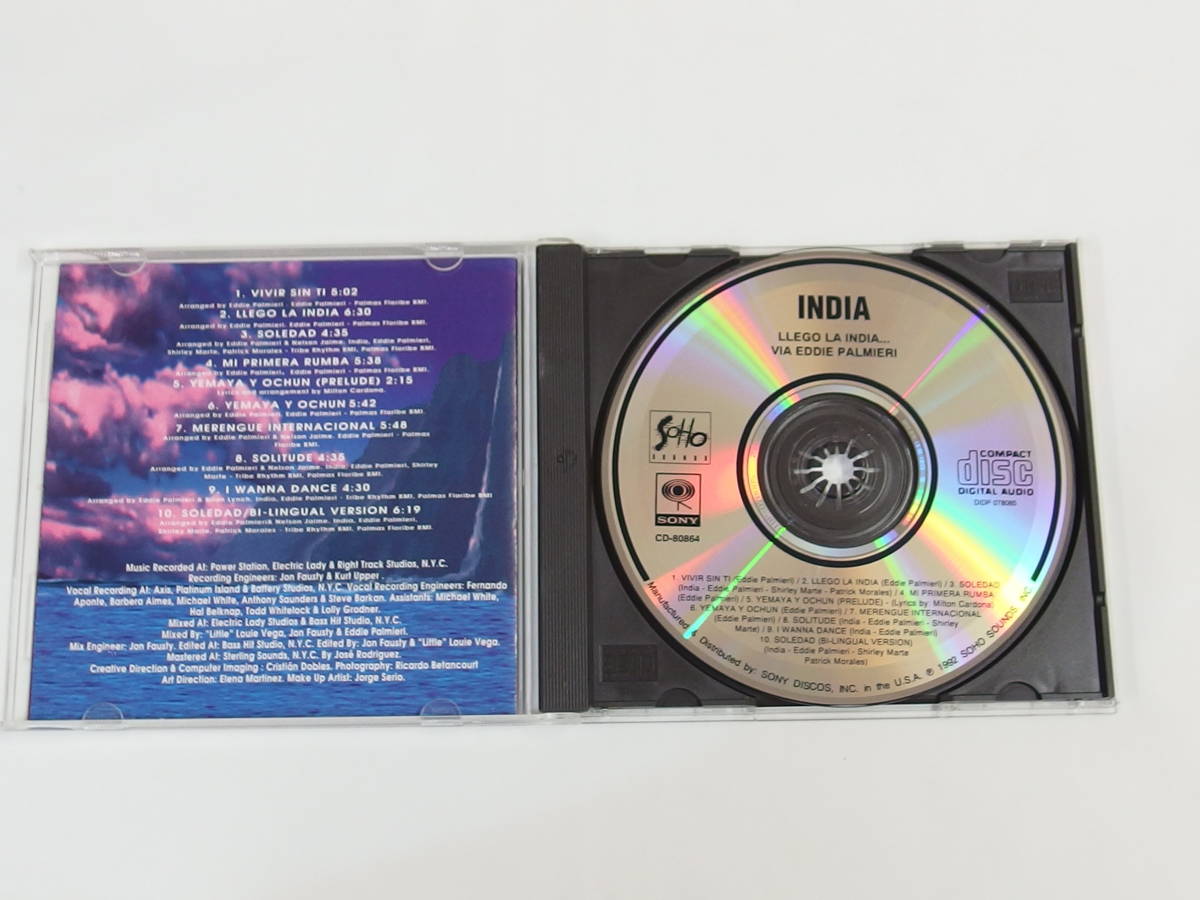 1. VIVIR SIN TI 5:02
Arranged by Eddie Palmieri . Eddie Palmieri - Palmas Floribe BMI.
2. LLEGO LA INDIA 6:30
Arranged by Eddie Palmieri. Eddie Palmieri - Palmas Floribe BMI.
3. SOLEDAD 4:35
Arranged by Eddie Palmieri & Nelson Jaime. India, Eddie Palmieri,
Shirley Marte, Patrick Morales - Tribe Rhythm BMI, Palmas Floribe BMI.
4. MI PRIMERA RUMBA 5:38
Arranged by Eddie Palmieri, Eddie Palmieri - Palmas Floribe BMI.
5. YEMAYA Y OCHUN (PRELUDE) 2:15
Lyrics and arrangement by Milton Cardona.
6. YEMAYA Y OCHUN 5:42
Arranged by Eddie Palmieri. Eddie Palmieri - Palmas Floribe BMI.
7. MERENGUE INTERNACIONAL 5:48
Arranged by Eddie Palmieri & Nelson Jaime. Eddie Palmieri - Palmas
Floribe BMI.
8. SOLITUDE 4:35
Arranged by Eddie Palmieri & Nelson Jaime. India, Eddie Palmieri, Shirley
Marte - Tribe Rhythm BMI, Palmas Floribe BMI.
9. I WANNA DANCE 4:30
Arranged by Eddie Palmieri & Brian Lynch. India, Eddie Palmieri - Tribe Rhythm BMI, Palmas Floribe BMI
10. SOLEDAD/BI-LINGUAL VERSION 6:19
Arranged by Eddie Palmieri& Nelson Jaime. India, Eddie Palmieri,
Shirley Marte, Patrick Morales - Tribe Rhythm BMI, Palmas Floribe BMI.
Music Recorded At: Power Station, Electric Lady & Right Track Studios, N.Y.C.
Recording Engineers: Jon Fausty & Kurt Upper .
Vocal Recording At: Axis, Platinum Island & Battery Studios, N.Y.C. Vocal Recording Engineers: Fernando
Aponte, Barbera Aimes, Michael White, Anthony Saunders & Steve Barkan. Assistants: Michael White,
Hal Belknap, Todd Whitelock & Lolly Grodner.
Mixed At: Electric Lady Studios & Bass Hit Studio, N.Y.C.
Mixed By: "Little" Louie Vega, Jon Fausty & Eddie Palmieri.
Mix Engineer: Jon Fausty. Edited At: Bass Hit Studio, N.Y.C. Edited By: Jon Fausty & "Little" Louie Vega.
Mastered At: Sterling Sounds, N.Y.C. By Josè Rodriguez.
Creative Direction & Computer Imaging : Cristián Dobles. Photography: Ricardo Betancourt
Art Direction: Elena Martinez. Make Up Artist: Jorge Serio.
INDIA
LLEGO LA INDIA...
VIA EDDIE PALMIERI
SOHO
SOUNDS
SONY
CD-80864
COMPACT
disc
DIGITAL AUDIO
DIDP 078085
1. VIVIR SIN TI (Eddie Palmieri) / 2. LLEGO LA INDIA (Eddie Palmieri) / 3. SOLEDAD
(India - Eddie Palmieri - Shirley Marte - Patrick Morales) / 4. MI PRIMERA RUMBA
(Eddie Palmieri) / 5. YEMAYA Y OCHUN (PRELUDE) - (Lyrics by: Milton Cardona)
6. YEMAYA Y OCHUN (Eddie Palmieri) / 7. MERENGUE INTERNACIONAL
(Eddie Palmieri) / 8. SOLITUDE (India - Eddie Palmieri - Shirley
Marte) / 9. I WANNA DANCE (India - Eddie Palmieri)
10. SOLEDAD (BI-LINGUAL VERSION)
(India - Eddie Palmieri - Shirley Marte
Patrick Morales)
Manufactured & Distributed by: SONY DISCOS, INC. in the U.S.A. ℗ 1992 SOHO SOUNDS INC.